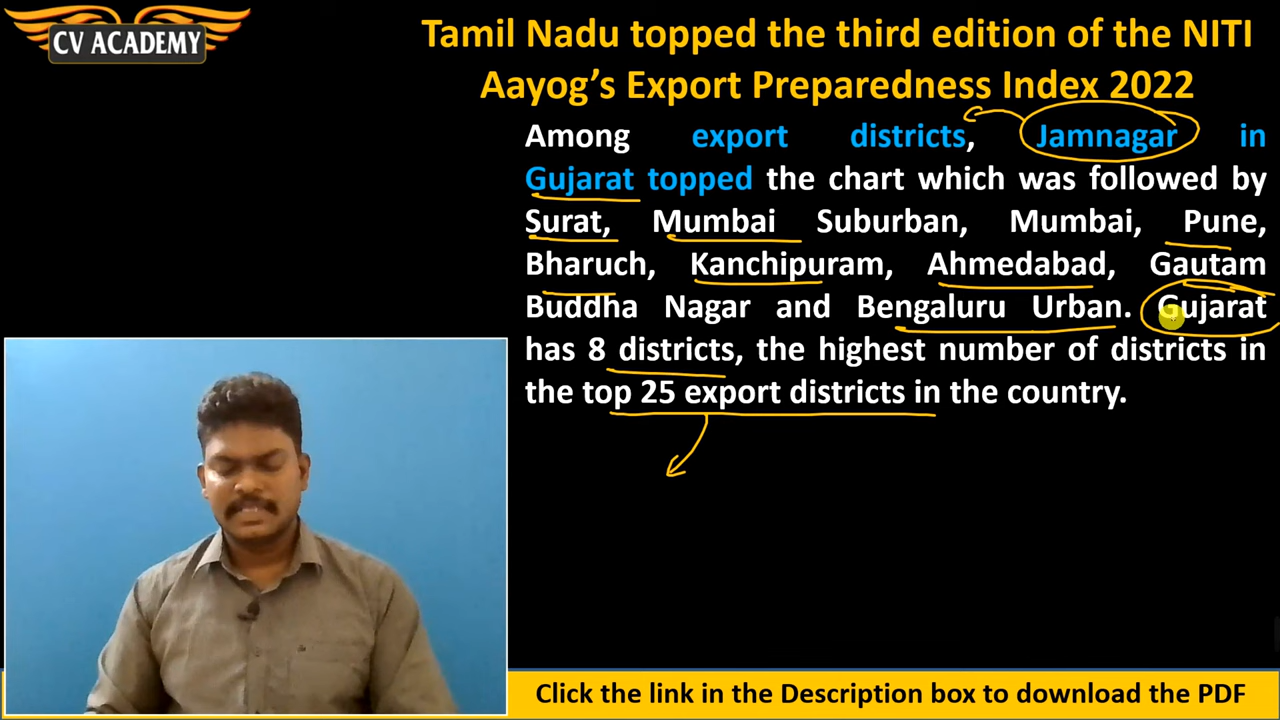 CV ACADEMY
Tamil Nadu topped the third edition of the NITI
Aayog’s Export Preparedness Index 2022
Among export districts, Jamnagar in
Gujarat topped the chart which was followed by
Surat, Mumbai Suburban, Mumbai, Pune,
Bharuch, Kanchipuram, Ahmedabad, Gautam
Buddha Nagar and Bengaluru Urban. Gujarat
has 8 districts, the highest number of districts in
the top 25 export districts in the country.
Click the link in the Description box to download the PDF